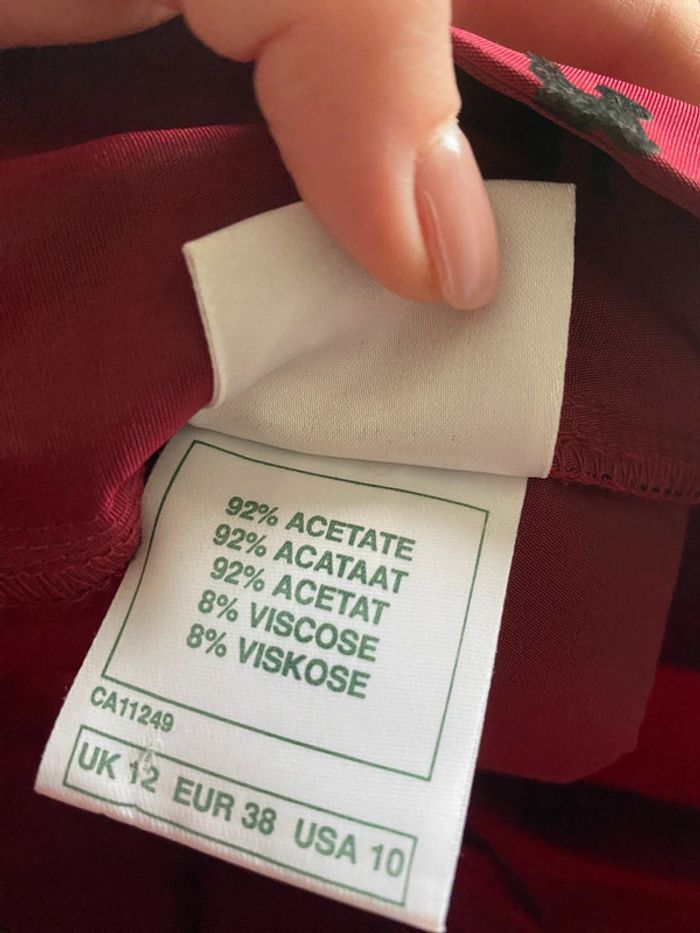 92% ACETATE
92% ACATAAT
92% ACETAT
8% VISCOSE
8% VISKOSE
CA11249
UK 12 EUR 38 USA 10